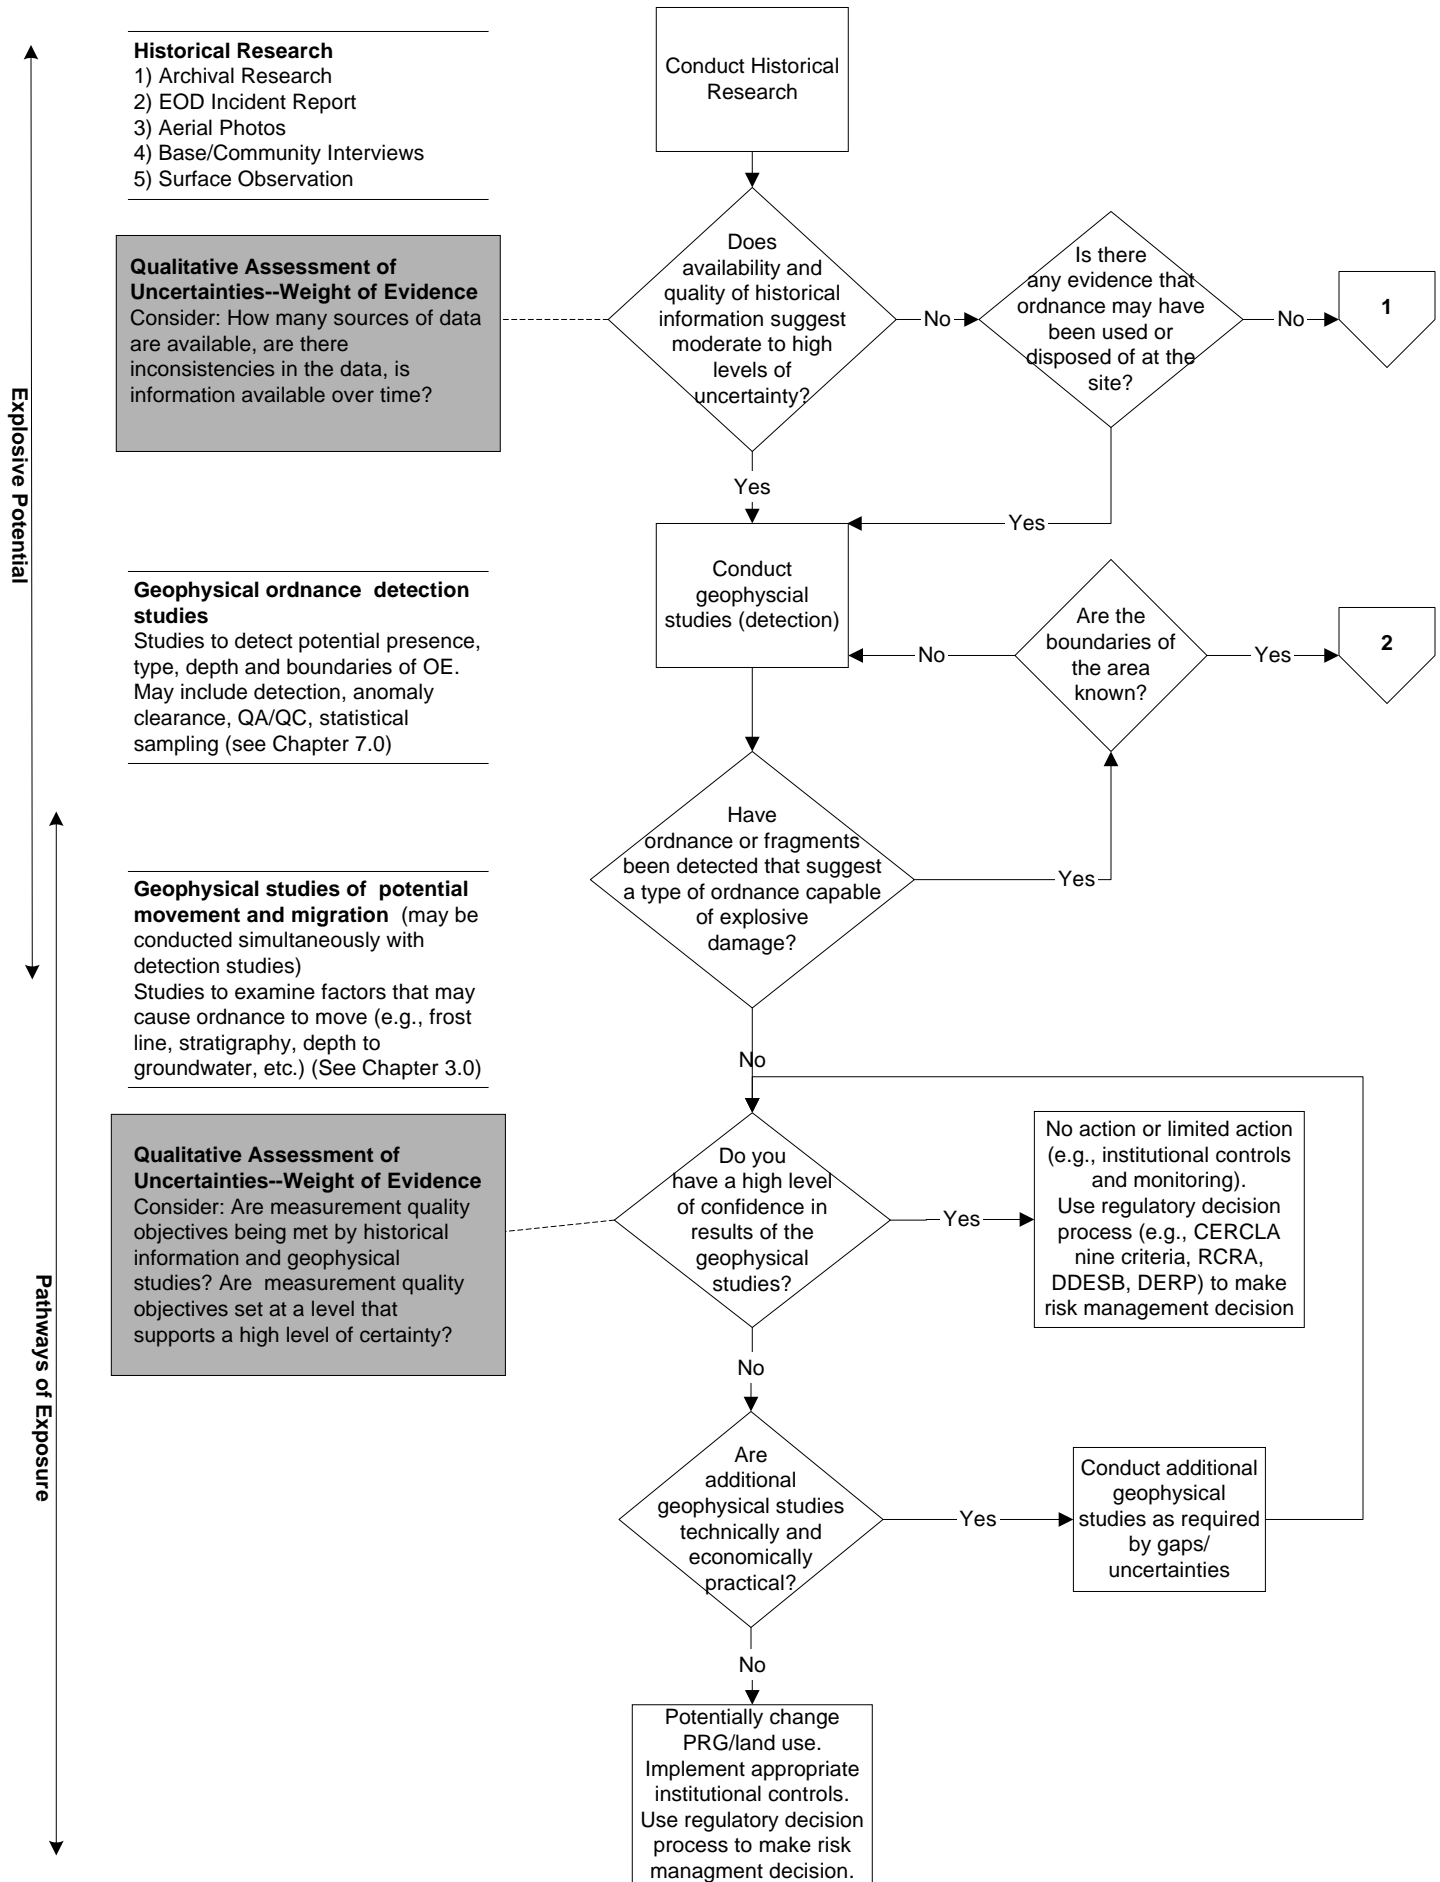 Historical Research
1) Archival Research
2) EOD Incident Report
3) Aerial Photos
4) Base/Community Interviews
5) Surface Observation
Conduct Historical
Research
Qualitative Assessment of
Uncertainties--Weight of Evidence
Consider: How many sources of data
are available, are there
inconsistencies in the data, is
information available over time?
Does
availability and
quality of historical
information suggest
moderate to high
levels of
uncertainty?
No
Is there
any evidence that
ordnance may have
been used or
disposed of at the
site?
No
1
Explosive Potential
Yes
Yes
Geophysical ordnance  detection
studies
Studies to detect potential presence,
type, depth and boundaries of OE.
May include detection, anomaly
clearance, QA/QC, statistical
sampling (see Chapter 7.0)
Conduct
geophyscial
studies (detection)
No
Are the
boundaries of
the area
known?
Yes
2
Have
ordnance or fragments
been detected that suggest
a type of ordnance capable
of explosive
damage?
Yes
Geophysical studies of  potential
movement and migration  (may be
conducted simultaneously with
detection studies)
Studies to examine factors that may
cause ordnance to move (e.g., frost
line, stratigraphy, depth to
groundwater, etc.) (See Chapter 3.0)
No
Qualitative Assessment of
Uncertainties--Weight of Evidence
Consider: Are measurement quality
objectives being met by historical
information and geophysical
studies? Are  measurement quality
objectives set at a level that
supports a high level of certainty?
Do you
have a high level
of confidence in
results of the
geophysical
studies?
Yes
No action or limited action
(e.g., institutional controls
and monitoring).
Use regulatory decision
process (e.g., CERCLA
nine criteria, RCRA,
DDESB, DERP) to make
risk management decision
Pathways of Exposure
No
Are
additional
geophysical studies
technically and
economically
practical?
Yes
Conduct additional
geophysical
studies as required
by gaps/
uncertainties
No
Potentially change
PRG/land use.
Implement appropriate
institutional controls.
Use regulatory decision
process to make risk
managment decision.